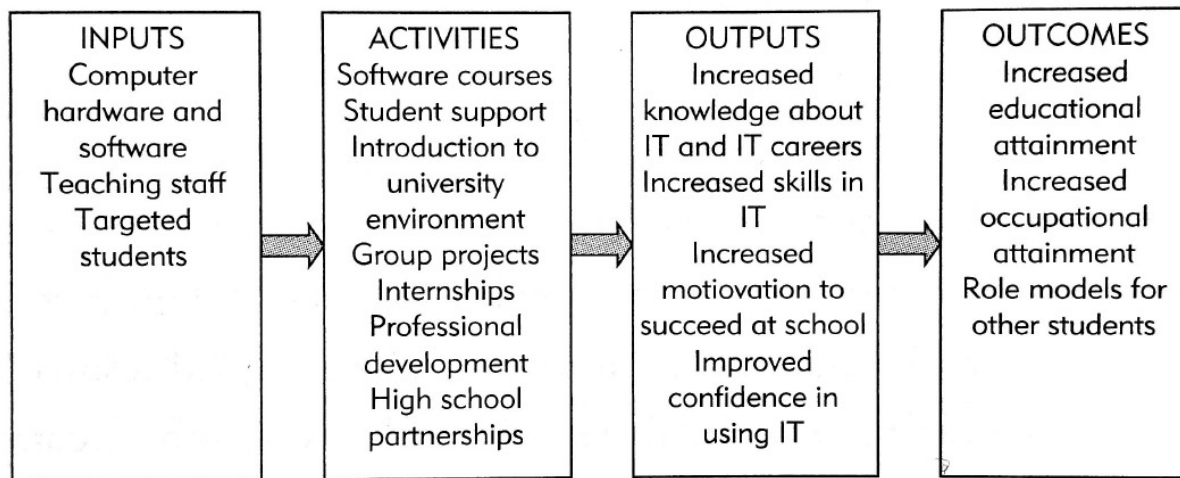 INPUTS
Computer
hardware and
software
Teaching staff
Targeted
students
ACTIVITIES
Software courses
Student support
Introduction to
university
environment
Group projects
Internships
Professional
development
High school
partnerships
OUTPUTS
Increased
knowledge about
IT and IT careers
Increased skills in
IT
Increased
motiovation to
succeed at school
Improved
confidence in
using IT
OUTCOMES
Increased
educational
attainment
Increased
occupational
attainment
Role models for
other students